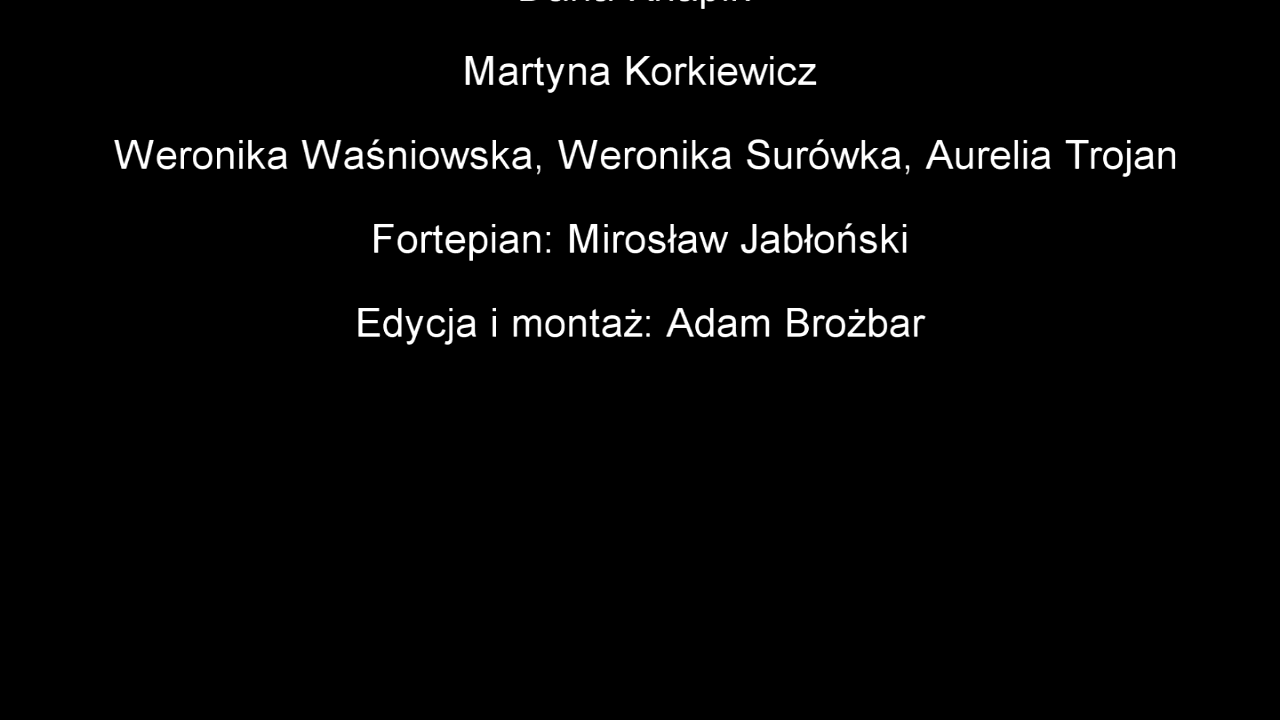 Martyna Korkiewicz
Weronika Waśniowska, Weronika Surówka, Aurelia Trojan
Fortepian: Mirosław Jabłoński
Edycja i montaż: Adam Brożbar